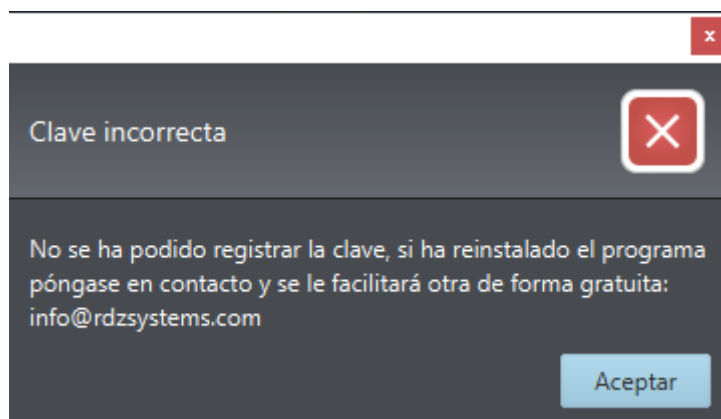 x
Clave incorrecta
No se ha podido registrar la clave, si ha reinstalado el programa
póngase en contacto y se le facilitará otra de forma gratuita:
info@rdzsystems.com
Aceptar